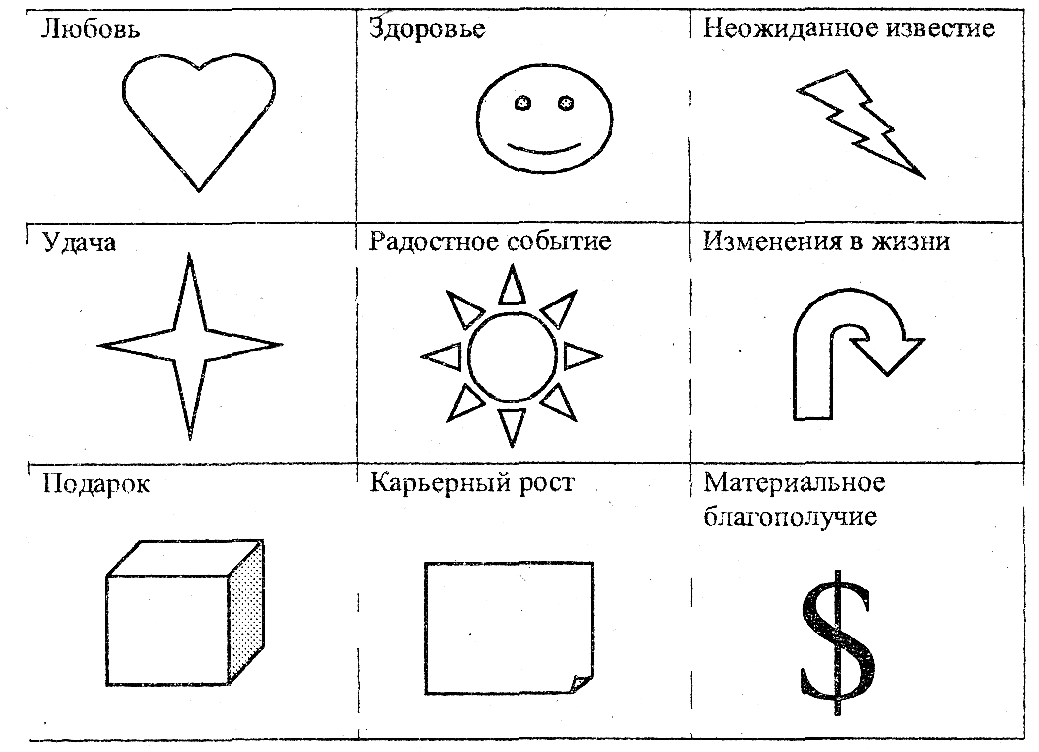 Любовь
Здоровье
Неожиданное известие
Удача
Радостное событие
Изменения в жизни
Подарок
Карьерный рост
Материальное
благополучие
$